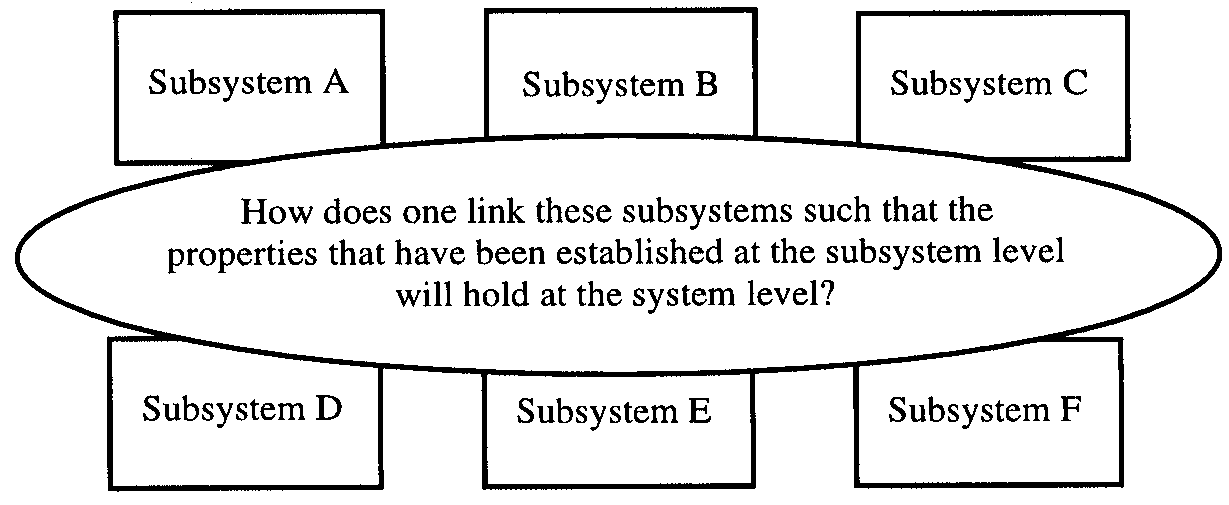 Subsystem A
Subsystem B
Subsystem C
How does one link these subsystems such that the
properties that have been established at the subsystem level
will hold at the system level?
Subsystem D
Subsystem E
Subsystem F